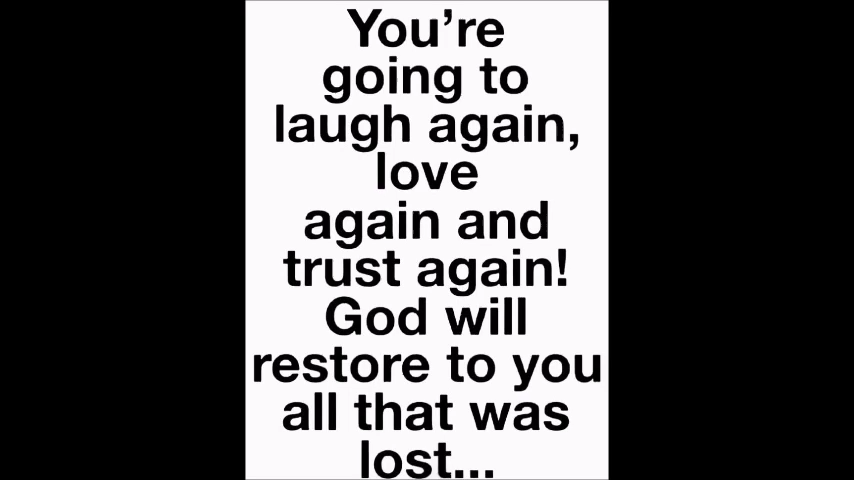 You’re
going to
laugh again,
love
again and
trust again!
God will
restore to you
all that was
lost...